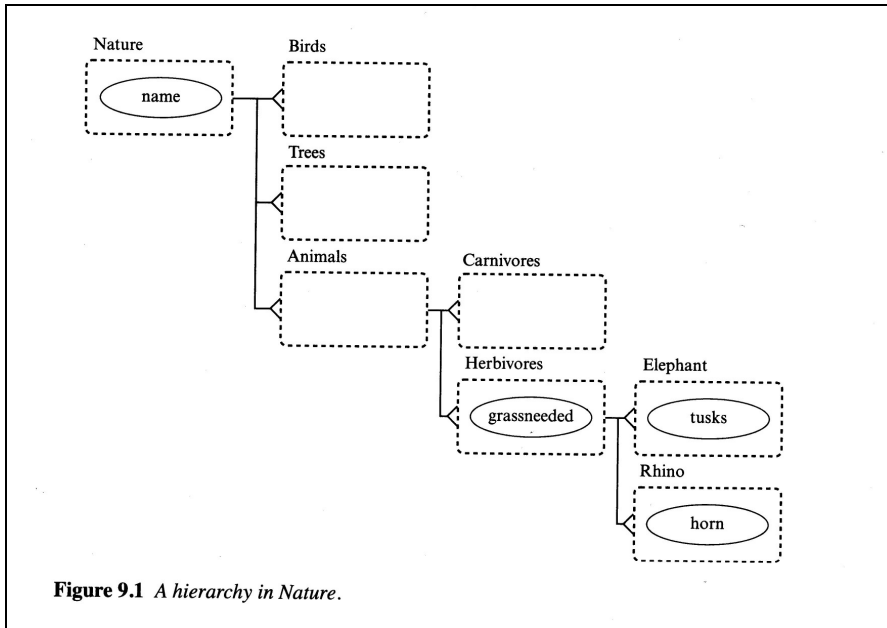 Nature
Birds
name
Trees
Animals
Carnivores
Herbivores
Elephant
grassneeded
tusks
Rhino
horn
Figure 9.1 A hierarchy in Nature.